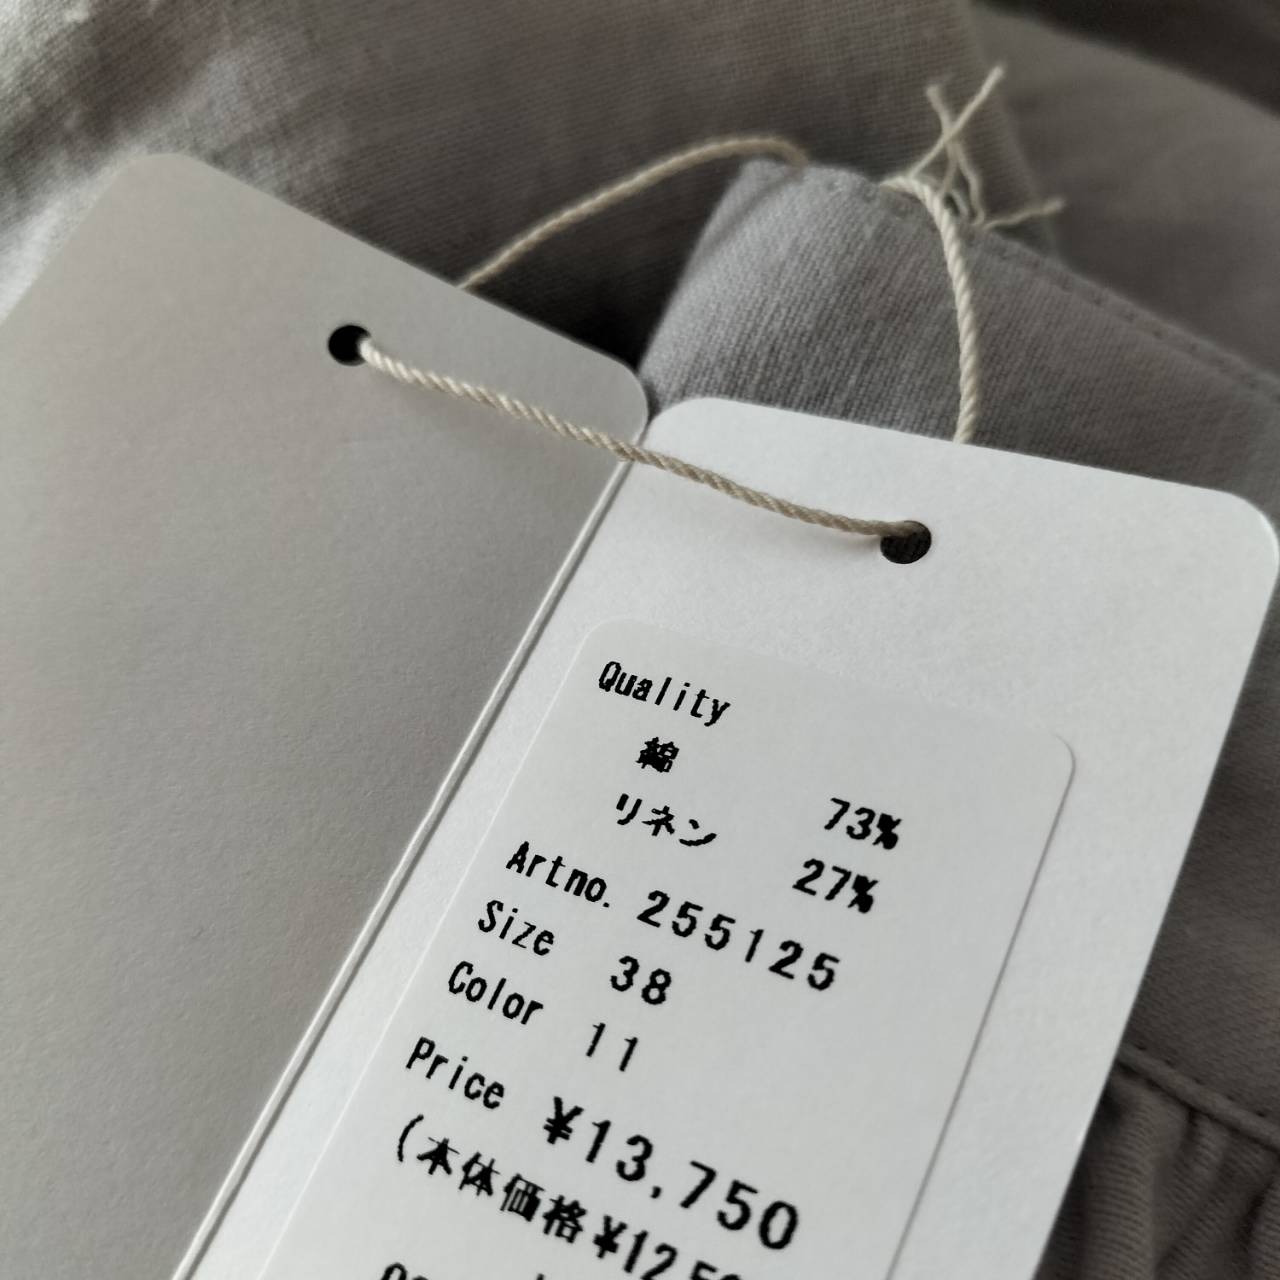 Quality
綿 73%
リネン 27%
Artno. 255125
Size 38
Color 11
Price ¥13,750
(本体価格¥12,5